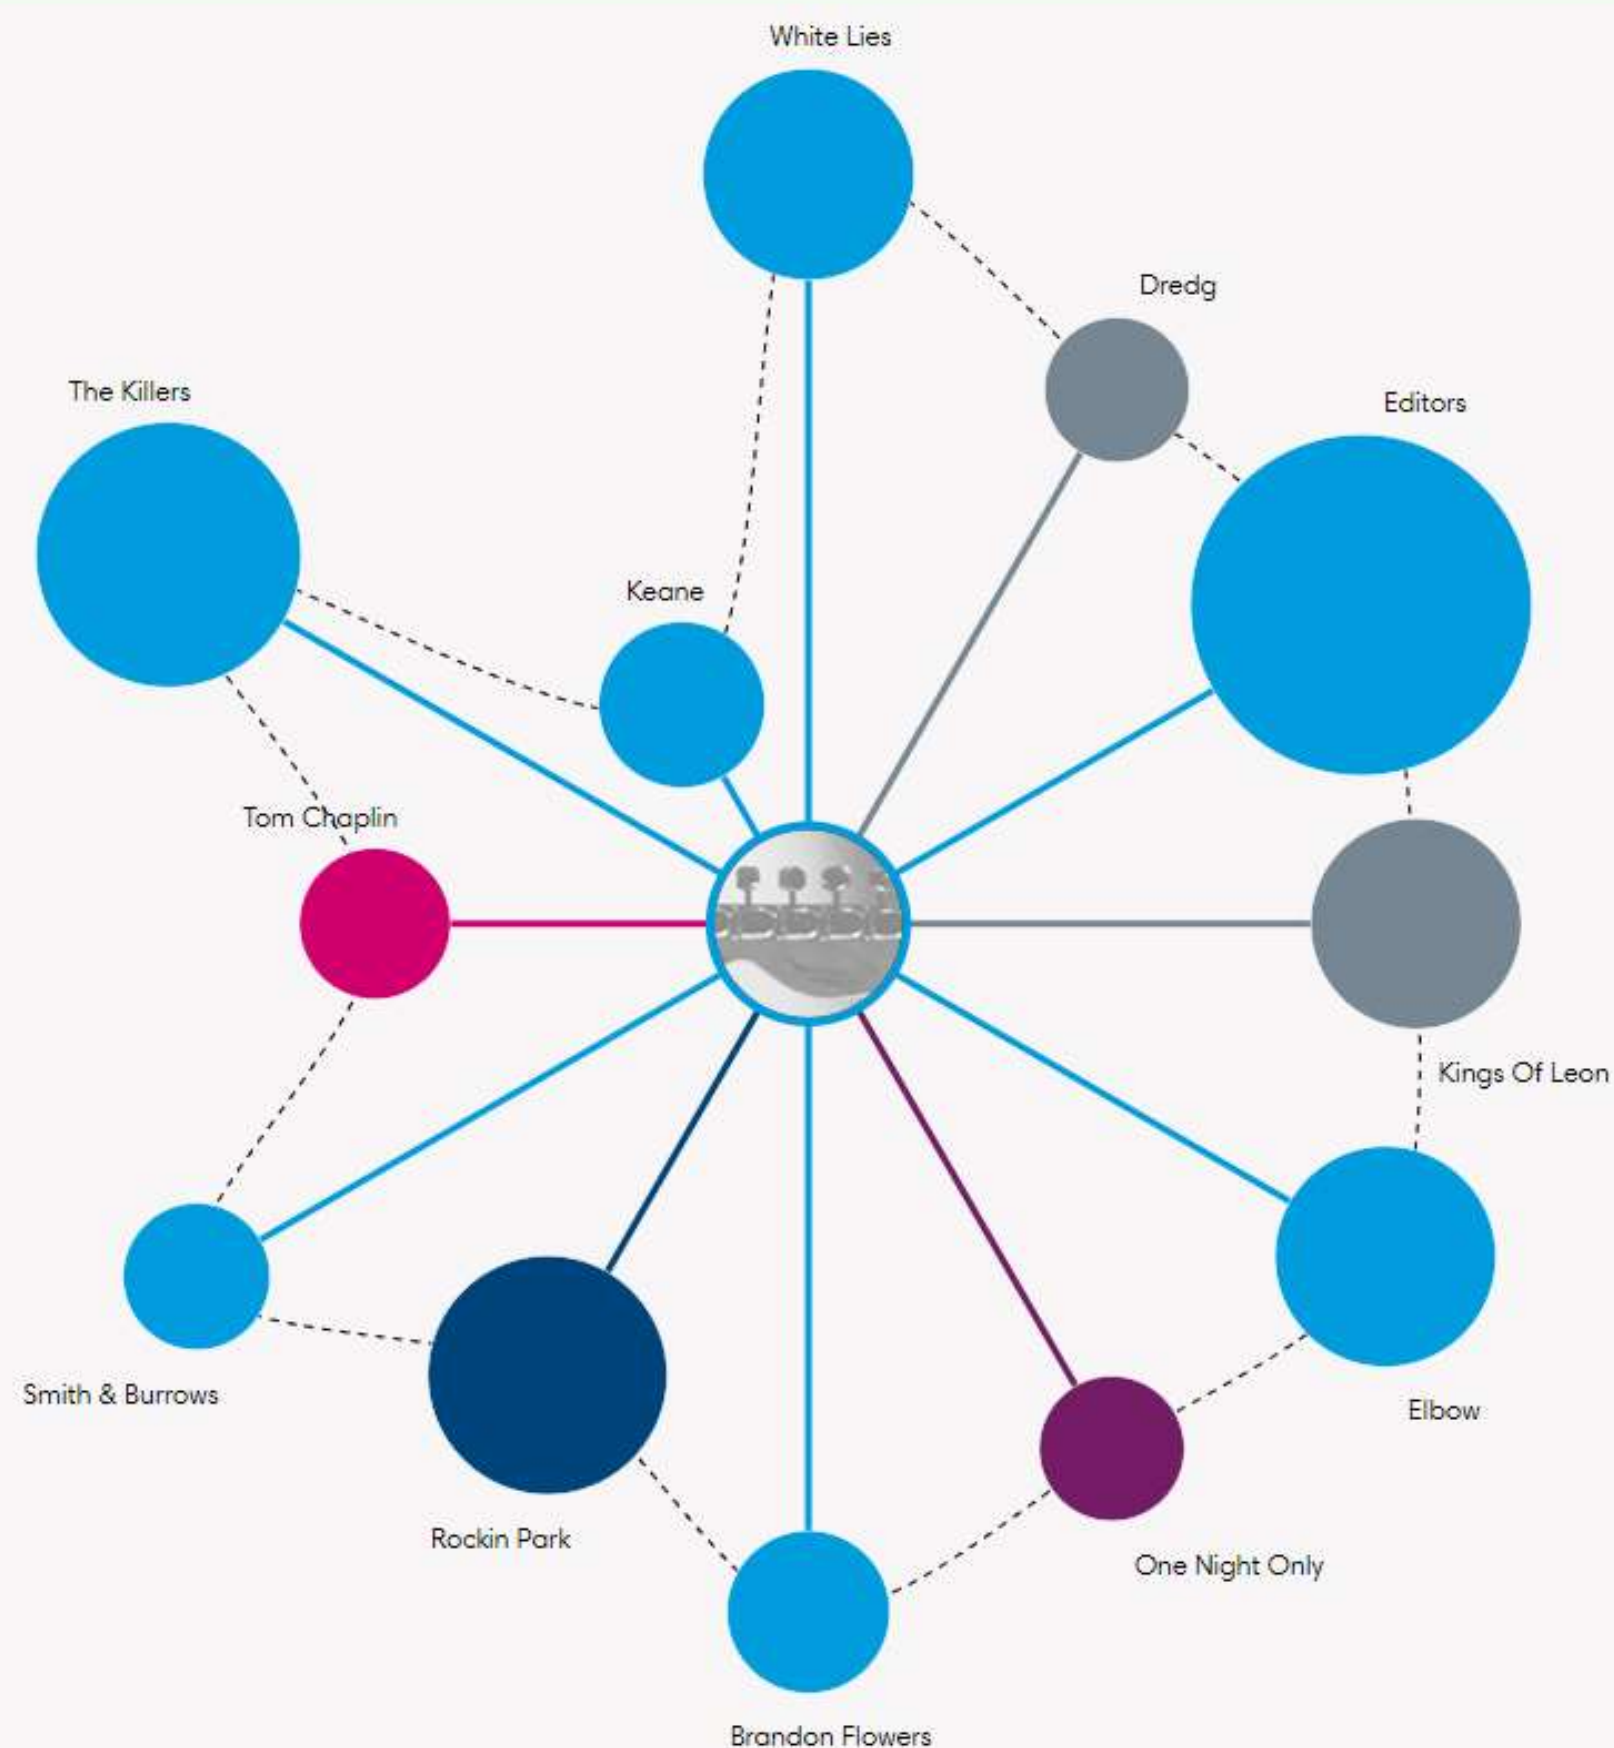 White Lies
Dredg
The Killers
Editors
Keane
Tom Chaplin
Kings Of Leon
Smith & Burrows
Elbow
Rockin Park
One Night Only
Brandon Flowers